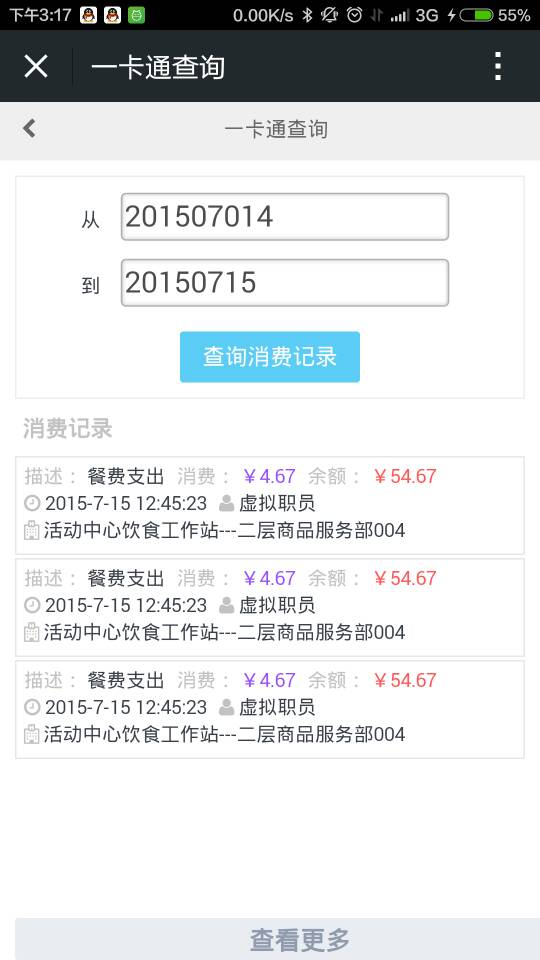 下午3:17 0.00K/s 3G 55%
一卡通查询
一卡通查询
从 201507014
到 20150715
查询消费记录
消费记录
描述： 餐费支出 消费： ￥4.67 余额： ￥54.67
2015-7-15 12:45:23 虚拟职员
活动中心饮食工作站---二层商品服务部004
描述： 餐费支出 消费： ￥4.67 余额： ￥54.67
2015-7-15 12:45:23 虚拟职员
活动中心饮食工作站---二层商品服务部004
描述： 餐费支出 消费： ￥4.67 余额： ￥54.67
2015-7-15 12:45:23 虚拟职员
活动中心饮食工作站---二层商品服务部004
查看更多